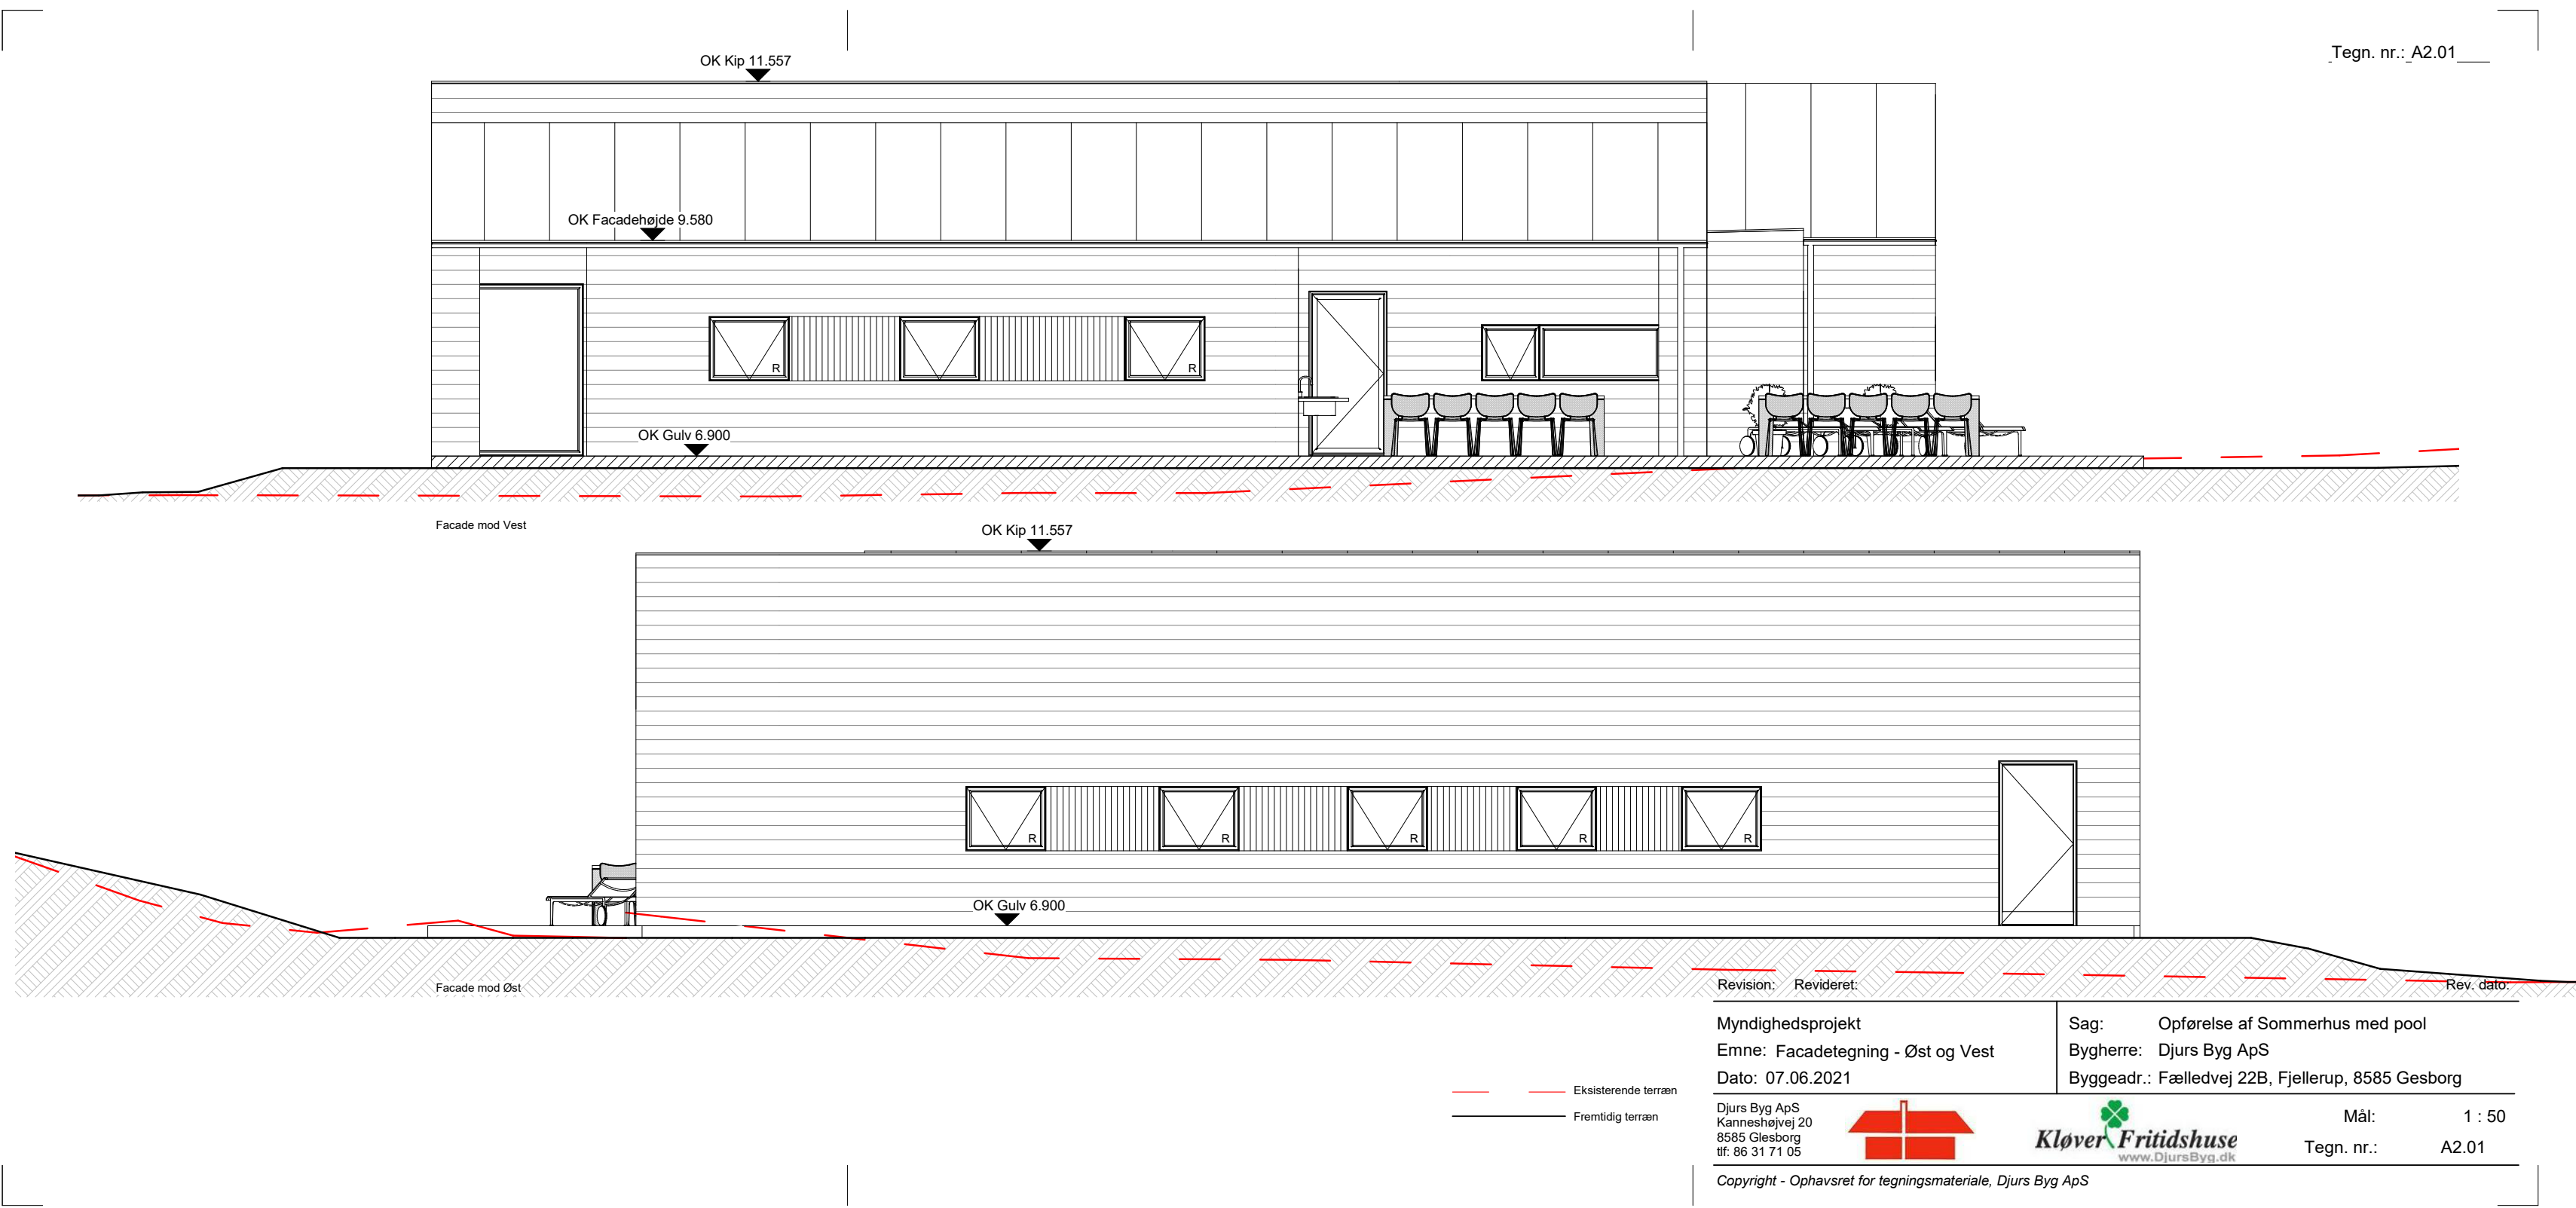 Tegn. nr.: A2.01
OK Kip 11.557
OK Facadehøjde 9.580
R
R
OK Gulv 6.900
Facade mod Vest
OK Kip 11.557
R
R
R
R
R
OK Gulv 6.900
Facade mod Øst
Revision: Revideret: Rev. dato:
Myndighedsprojekt
Emne: Facadetegning - Øst og Vest
Dato: 07.06.2021
Sag: Opførelse af Sommerhus med pool
Bygherre: Djurs Byg ApS
Byggeadr.: Fælledvej 22B, Fjellerup, 8585 Gesborg
Eksisterende terræn
Fremtidig terræn
Djurs Byg ApS
Kanneshøjvej 20
8585 Glesborg
tlf: 86 31 71 05
Kløver Fritidshuse
www.DjursByg.dk
Mål: 1 : 50
Tegn. nr.: A2.01
Copyright - Ophavsret for tegningsmateriale, Djurs Byg ApS